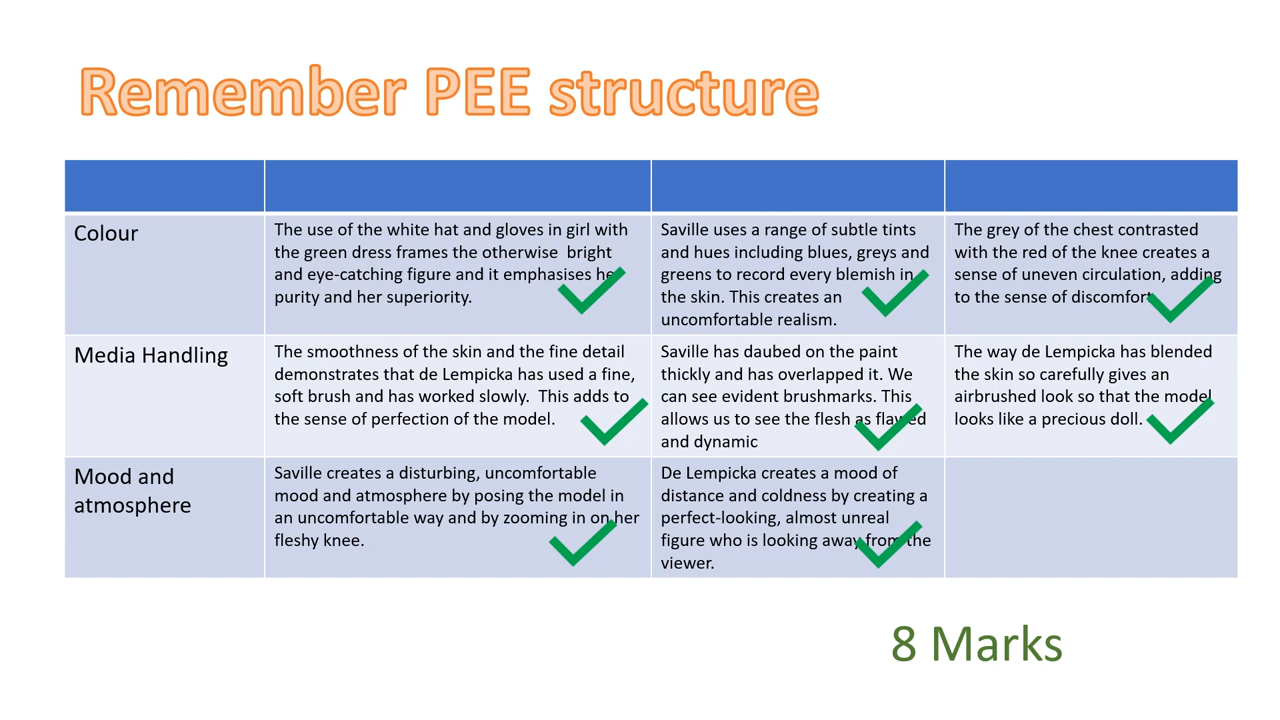 Remember PEE structure
Colour
The use of the white hat and gloves in girl with
the green dress frames the otherwise bright
and eye-catching figure and it emphasises her
purity and her superiority.
Saville uses a range of subtle tints
and hues including blues, greys and
greens to record every blemish in
the skin. This creates an
uncomfortable realism.
The grey of the chest contrasted
with the red of the knee creates a
sense of uneven circulation, adding
to the sense of discomfort.
Media Handling
The smoothness of the skin and the fine detail
demonstrates that de Lempicka has used a fine,
soft brush and has worked slowly. This adds to
the sense of perfection of the model.
Saville has daubed on the paint
thickly and has overlapped it. We
can see evident brushmarks. This
allows us to see the flesh as flawed
and dynamic
The way de Lempicka has blended
the skin so carefully gives an
airbrushed look so that the model
looks like a precious doll.
Mood and
atmosphere
Saville creates a disturbing, uncomfortable
mood and atmosphere by posing the model in
an uncomfortable way and by zooming in on her
fleshy knee.
De Lempicka creates a mood of
distance and coldness by creating a
perfect-looking, almost unreal
figure who is looking away from the
viewer.
8 Marks